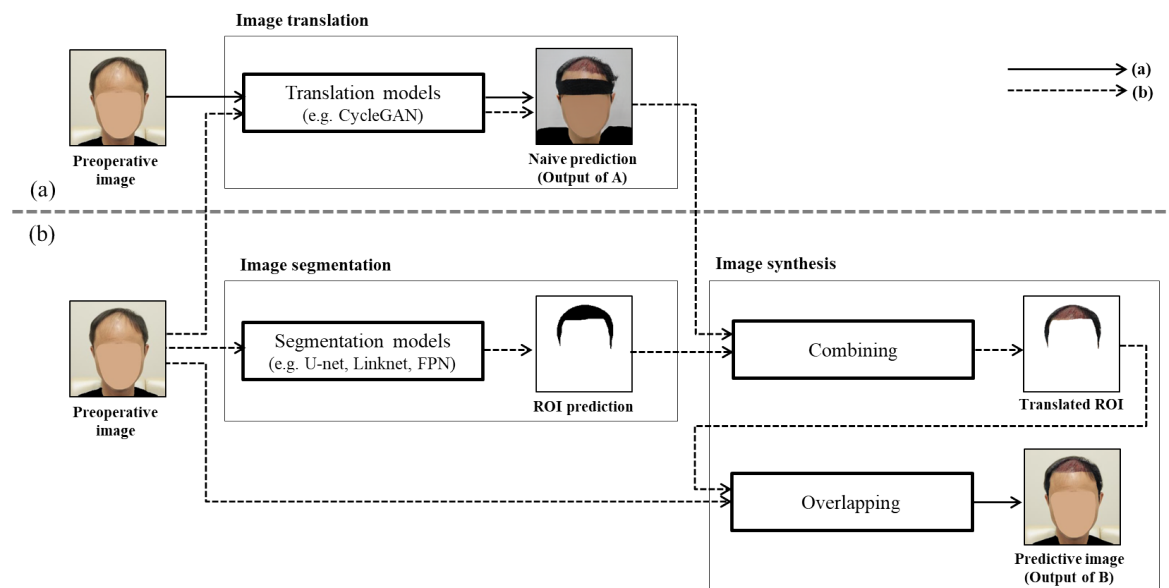 Image translation
Translation models
(e.g. CycleGAN)
Preoperative
image
Naive prediction
(Output of A)
(a)
(b)
(a)
(b)
Image segmentation
Segmentation models
(e.g. U-net, Linknet, FPN)
Preoperative
image
ROI prediction
Image synthesis
Combining
Translated ROI
Overlapping
Predictive image
(Output of B)